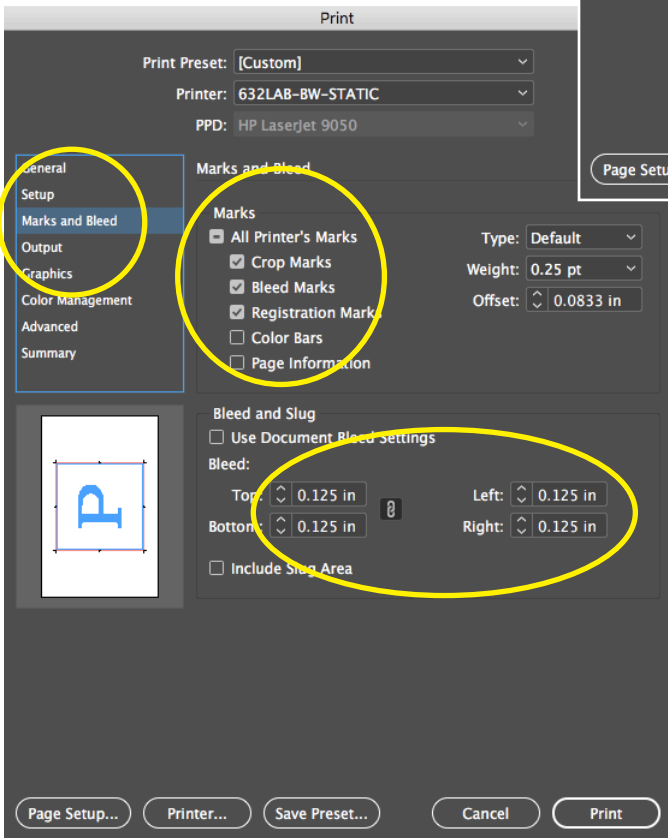 Print
Print Preset: [Custom]
Printer: 632LAB-BW-STATIC
PPD: HP LaserJet 9050
General
Setup
Marks and Bleed
Output
Graphics
Color Management
Advanced
Summary
Marks and Bleed
Marks
All Printer's Marks
Crop Marks
Bleed Marks
Registration Marks
Color Bars
Page Information
Type: Default
Weight: 0.25 pt
Offset: 0.0833 in
Bleed and Slug
Use Document Bleed Settings
Bleed:
Top: 0.125 in
Bottom: 0.125 in
Left: 0.125 in
Right: 0.125 in
Include Slug Area
P
Page Setup... Printer... Save Preset... Cancel Print
Page Setu